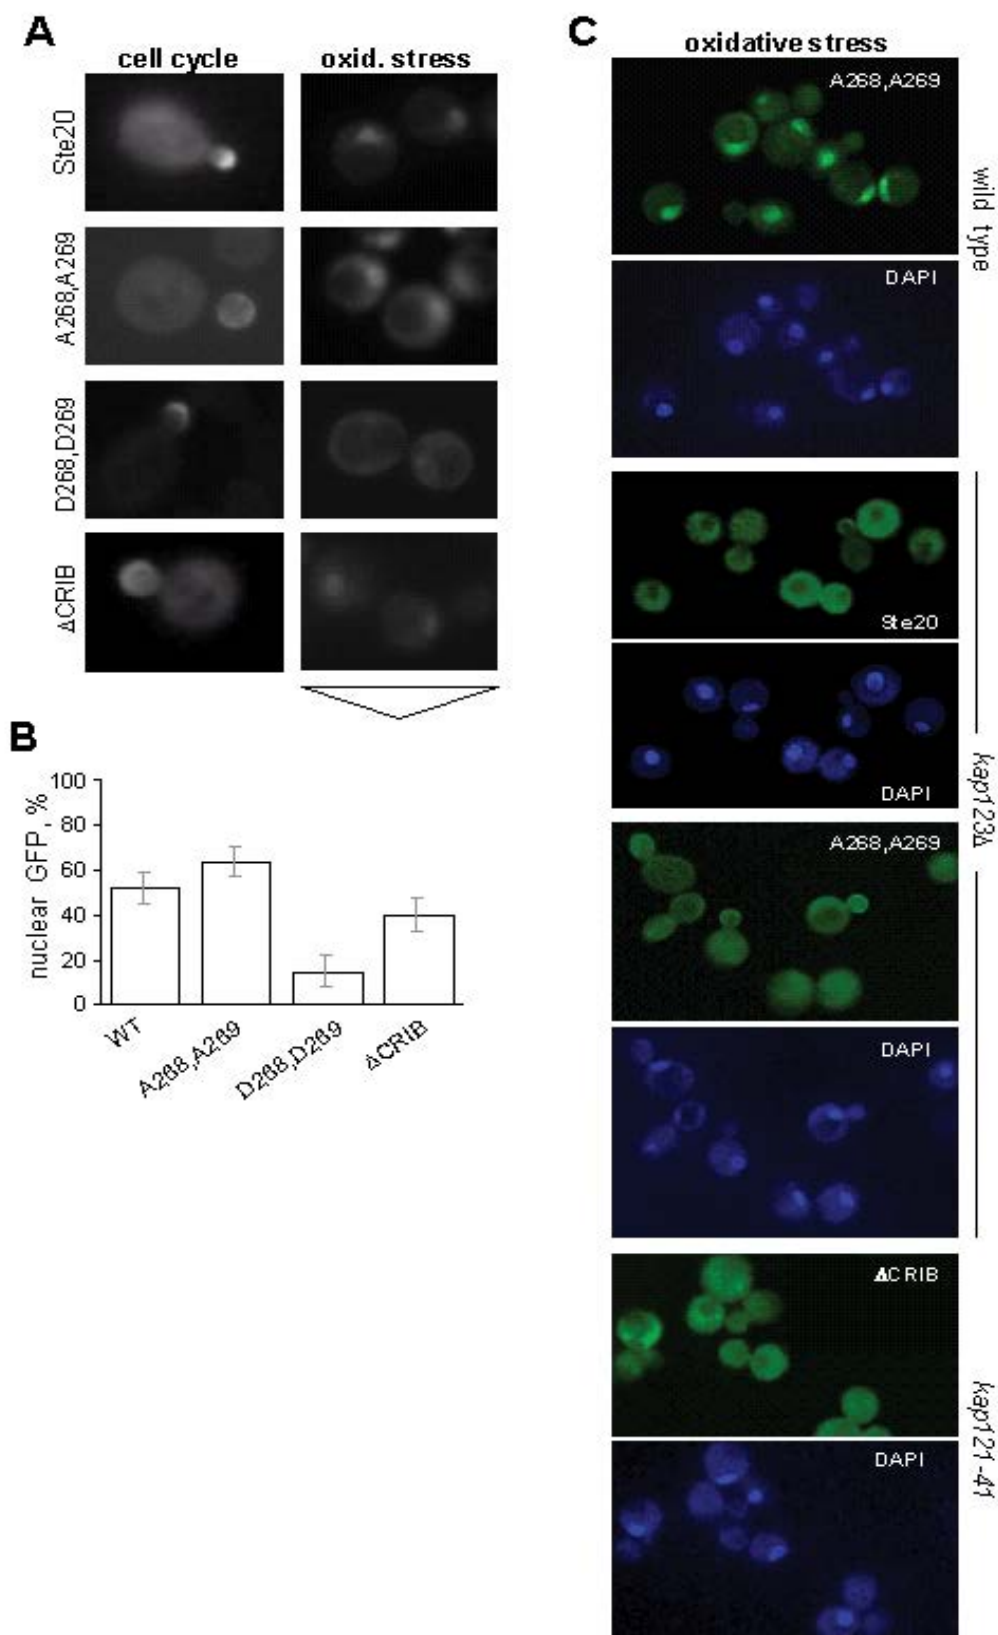 A
cell cycle
oxid. stress
Ste20
A268,A269
D268,D269
ΔCRIB
B
nuclear GFP, %
100
80
60
40
20
0
WT
A268,A269
D268,D269
ΔCRIB
C
oxidative stress
A268,A269
DAPI
wild type
Ste20
DAPI
A268,A269
DAPI
kap123Δ
ΔCRIB
DAPI
kap121-41